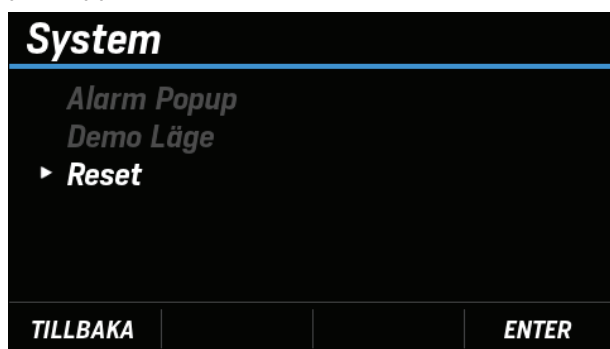 System
Alarm Popup
Demo Läge
Reset
TILLBAKA ENTER